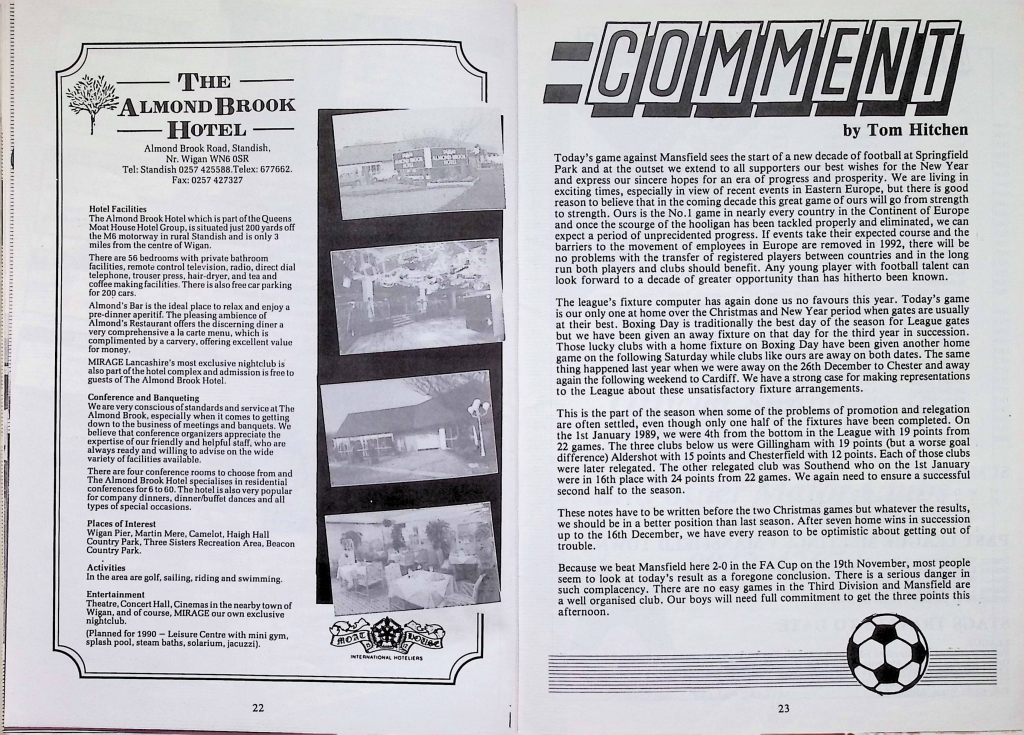 THE
ALMOND BROOK
HOTEL
Almond Brook Road, Standish,
Nr. Wigan WN6 0SR
Tel: Standish 0257 425588.Telex: 677662.
Fax: 0257 427327
Hotel Facilities
The Almond Brook Hotel which is part of the Queens
Moat House Hotel Group, is situated just 200 yards off
the M6 motorway in rural Standish and is only 3
miles from the centre of Wigan.
There are 56 bedrooms with private bathroom
facilities, remote control television, radio, direct dial
telephone, trouser press, hair-dryer, and tea and
coffee making facilities. There is also free car parking
for 200 cars.
Almond's Bar is the ideal place to relax and enjoy a
pre-dinner aperitif. The pleasing ambience of
Almond's Restaurant offers the discerning diner a
very comprehensive a la carte menu, which is
complimented by a carvery, offering excellent value
for money.
MIRAGE Lancashire's most exclusive nightclub is
also part of the hotel complex and admission is free to
guests of The Almond Brook Hotel.
Conference and Banqueting
We are very conscious of standards and service at The
Almond Brook, especially when it comes to getting
down to the business of meetings and banquets. We
believe that conference organizers appreciate the
expertise of our friendly and helpful staff, who are
always ready and willing to advise on the wide
variety of facilities available.
There are four conference rooms to choose from and
The Almond Brook Hotel specialises in residential
conferences for 6 to 60. The hotel is also very popular
for company dinners, dinner/buffet dances and all
types of special occasions.
Places of Interest
Wigan Pier, Martin Mere, Camelot, Haigh Hall
Country Park, Three Sisters Recreation Area, Beacon
Country Park.
Activities
In the area are golf, sailing, riding and swimming.
Entertainment
Theatre, Concert Hall, Cinemas in the nearby town of
Wigan, and of course, MIRAGE our own exclusive
nightclub.
(Planned for 1990 – Leisure Centre with mini gym,
splash pool, steam baths, solarium, jacuzzi).
MOAT HOUSE
INTERNATIONAL HOTELIERS
22
COMMENT
by Tom Hitchen
Today's game against Mansfield sees the start of a new decade of football at Springfield
Park and at the outset we extend to all supporters our best wishes for the New Year
and express our sincere hopes for an era of progress and prosperity. We are living in
exciting times, especially in view of recent events in Eastern Europe, but there is good
reason to believe that in the coming decade this great game of ours will go from strength
to strength. Ours is the No.1 game in nearly every country in the Continent of Europe
and once the scourge of the hooligan has been tackled properly and eliminated, we can
expect a period of unprecidented progress. If events take their expected course and the
barriers to the movement of employees in Europe are removed in 1992, there will be
no problems with the transfer of registered players between countries and in the long
run both players and clubs should benefit. Any young player with football talent can
look forward to a decade of greater opportunity than has hitherto been known.
The league's fixture computer has again done us no favours this year. Today's game
is our only one at home over the Christmas and New Year period when gates are usually
at their best. Boxing Day is traditionally the best day of the season for League gates
but we have been given an away fixture on that day for the third year in succession.
Those lucky clubs with a home fixture on Boxing Day have been given another home
game on the following Saturday while clubs like ours are away on both dates. The same
thing happened last year when we were away on the 26th December to Chester and away
again the following weekend to Cardiff. We have a strong case for making representations
to the League about these unsatisfactory fixture arrangements.
This is the part of the season when some of the problems of promotion and relegation
are often settled, even though only one half of the fixtures have been completed. On
the 1st January 1989, we were 4th from the bottom in the League with 19 points from
22 games. The three clubs below us were Gillingham with 19 points (but a worse goal
difference) Aldershot with 15 points and Chesterfield with 12 points. Each of those clubs
were later relegated. The other relegated club was Southend who on the 1st January
were in 16th place with 24 points from 22 games. We again need to ensure a successful
second half to the season.
These notes have to be written before the two Christmas games but whatever the results,
we should be in a better position than last season. After seven home wins in succession
up to the 16th December, we have every reason to be optimistic about getting out of
trouble.
Because we beat Mansfield here 2-0 in the FA Cup on the 19th November, most people
seem to look at today's result as a foregone conclusion. There is a serious danger in
such complacency. There are no easy games in the Third Division and Mansfield are
a well organised club. Our boys will need full commitment to get the three points this
afternoon.
23